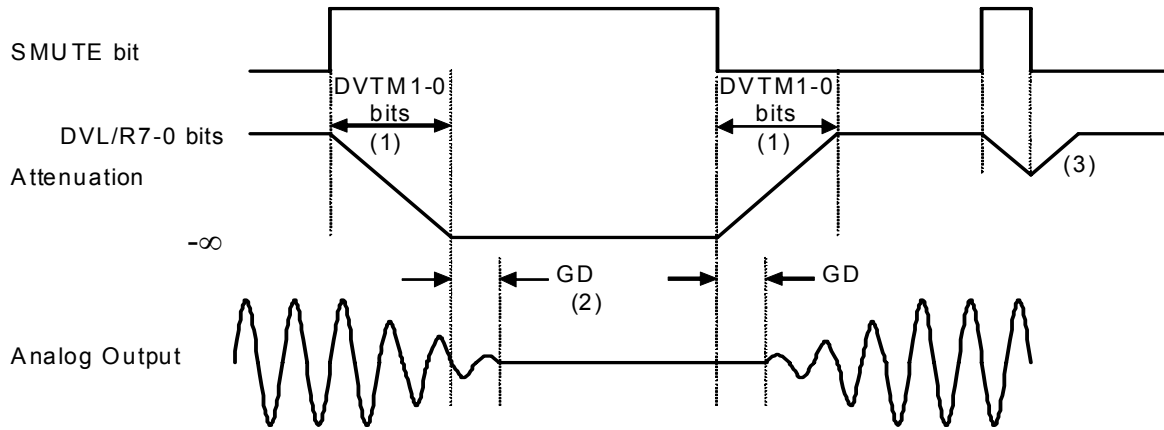 SMUTE bit
DVTM1-0
bits
(1)
DVTM1-0
bits
(1)
DVL/R7-0 bits
Attenuation
(3)
-∞
GD
(2)
GD
Analog Output